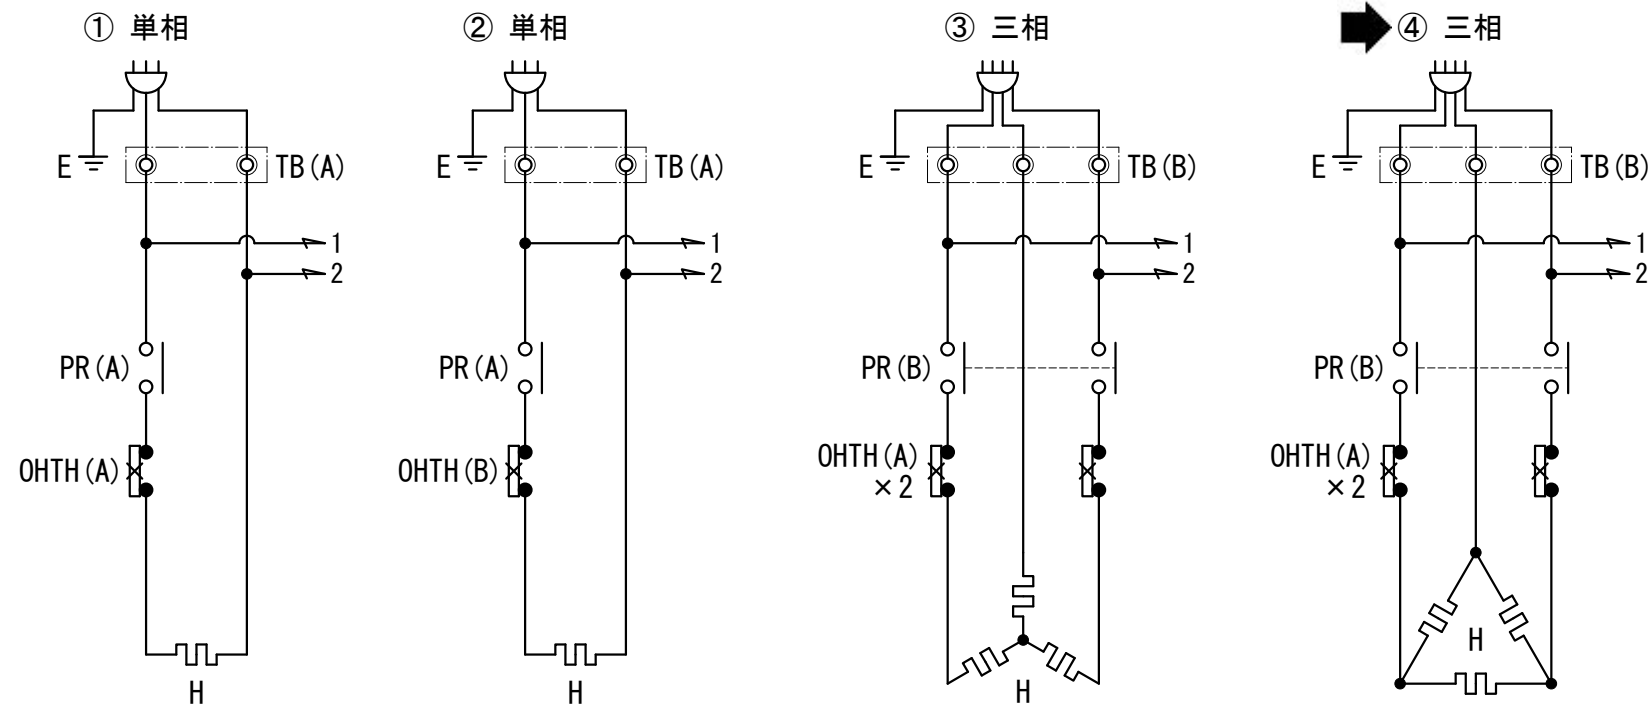 ① 単相
② 単相
③ 三相
④ 三相
E
TB(A)
E
TB(A)
E
TB(B)
E
TB(B)
1
1
1
1
2
2
2
2
PR(A)
PR(A)
PR(B)
PR(B)
OHTH(A)
OHTH(B)
OHTH(A)
×2
OHTH(A)
×2
H
H
H
H